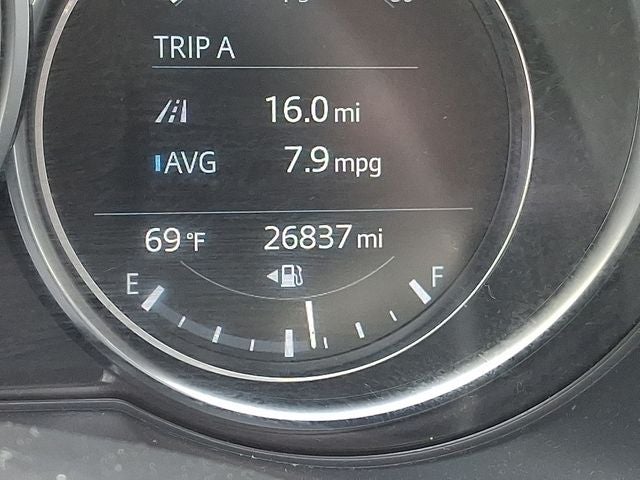 TRIP A
16.0 mi
AVG 7.9 mpg
69 °F 26837 mi
E F